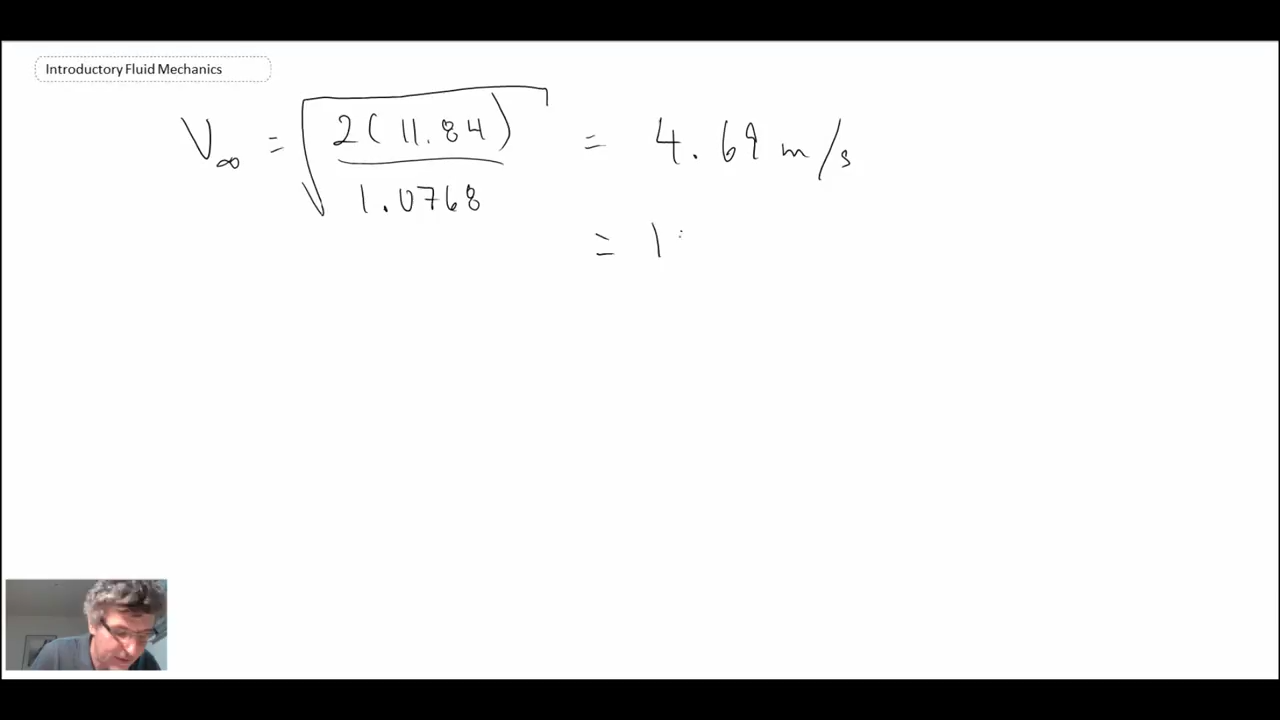 Introductory Fluid Mechanics
V∞ = √(2(11.84)/1.0768) = 4.69 m/s
= 1